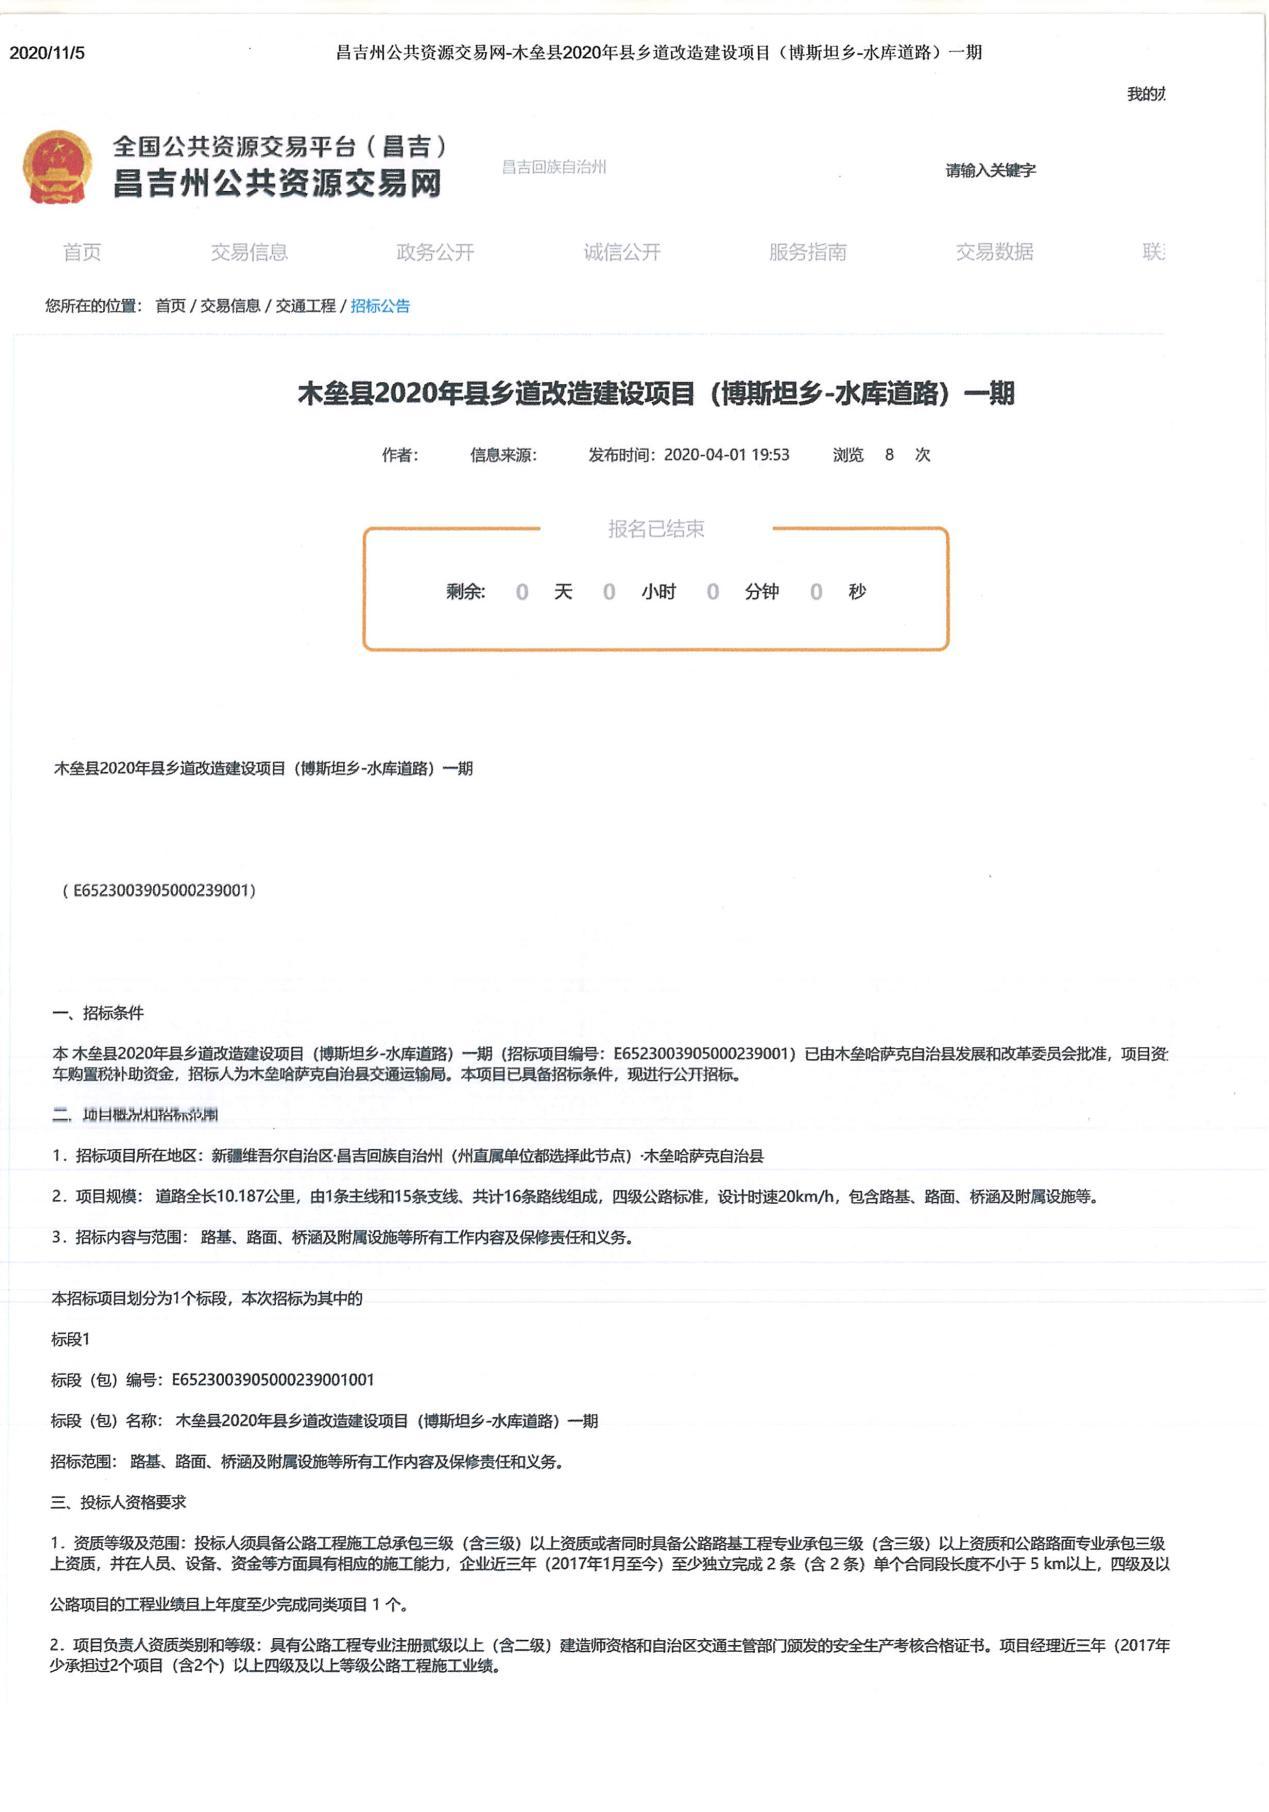 2020/11/5
昌吉州公共资源交易网-木垒县2020年县乡道改造建设项目（博斯坦乡-水库道路）一期
我的
全国公共资源交易平台（昌吉）
昌吉回族自治州
请输入关键字
昌吉州公共资源交易网
首页 交易信息 政务公开 诚信公开 服务指南 交易数据 联
您所在的位置： 首页 / 交易信息 / 交通工程 / 招标公告
木垒县2020年县乡道改造建设项目（博斯坦乡-水库道路）一期
作者： 信息来源： 发布时间：2020-04-01 19:53 浏览 8 次
报名已结束
剩余: 0 天 0 小时 0 分钟 0 秒
木垒县2020年县乡道改造建设项目（博斯坦乡-水库道路）一期
（E6523003905000239001）
一、招标条件
本 木垒县2020年县乡道改造建设项目（博斯坦乡-水库道路）一期（招标项目编号：E6523003905000239001）已由木垒哈萨克自治县发展和改革委员会批准，项目资
车购置税补助资金，招标人为木垒哈萨克自治县交通运输局。本项目已具备招标条件，现进行公开招标。
二、项目概况和招标范围
1．招标项目所在地区：新疆维吾尔自治区·昌吉回族自治州（州直属单位都选择此节点）·木垒哈萨克自治县
2．项目规模： 道路全长10.187公里，由1条主线和15条支线、共计16条路线组成，四级公路标准，设计时速20km/h，包含路基、路面、桥涵及附属设施等。
3．招标内容与范围： 路基、路面、桥涵及附属设施等所有工作内容及保修责任和义务。
本招标项目划分为1个标段，本次招标为其中的
标段1
标段（包）编号：E6523003905000239001001
标段（包）名称： 木垒县2020年县乡道改造建设项目（博斯坦乡-水库道路）一期
招标范围： 路基、路面、桥涵及附属设施等所有工作内容及保修责任和义务。
三、投标人资格要求
1．资质等级及范围：投标人须具备公路工程施工总承包三级（含三级）以上资质或者同时具备公路路基工程专业承包三级（含三级）以上资质和公路路面专业承包三级
上资质，并在人员、设备、资金等方面具有相应的施工能力，企业近三年（2017年1月至今）至少独立完成 2 条（含 2 条）单个合同段长度不小于 5 km以上，四级及以
公路项目的工程业绩且上年度至少完成同类项目 1 个。
2．项目负责人资质类别和等级：具有公路工程专业注册贰级以上（含二级）建造师资格和自治区交通主管部门颁发的安全生产考核合格证书。项目经理近三年（2017年
少承担过2个项目（含2个）以上四级及以上等级公路工程施工业绩。